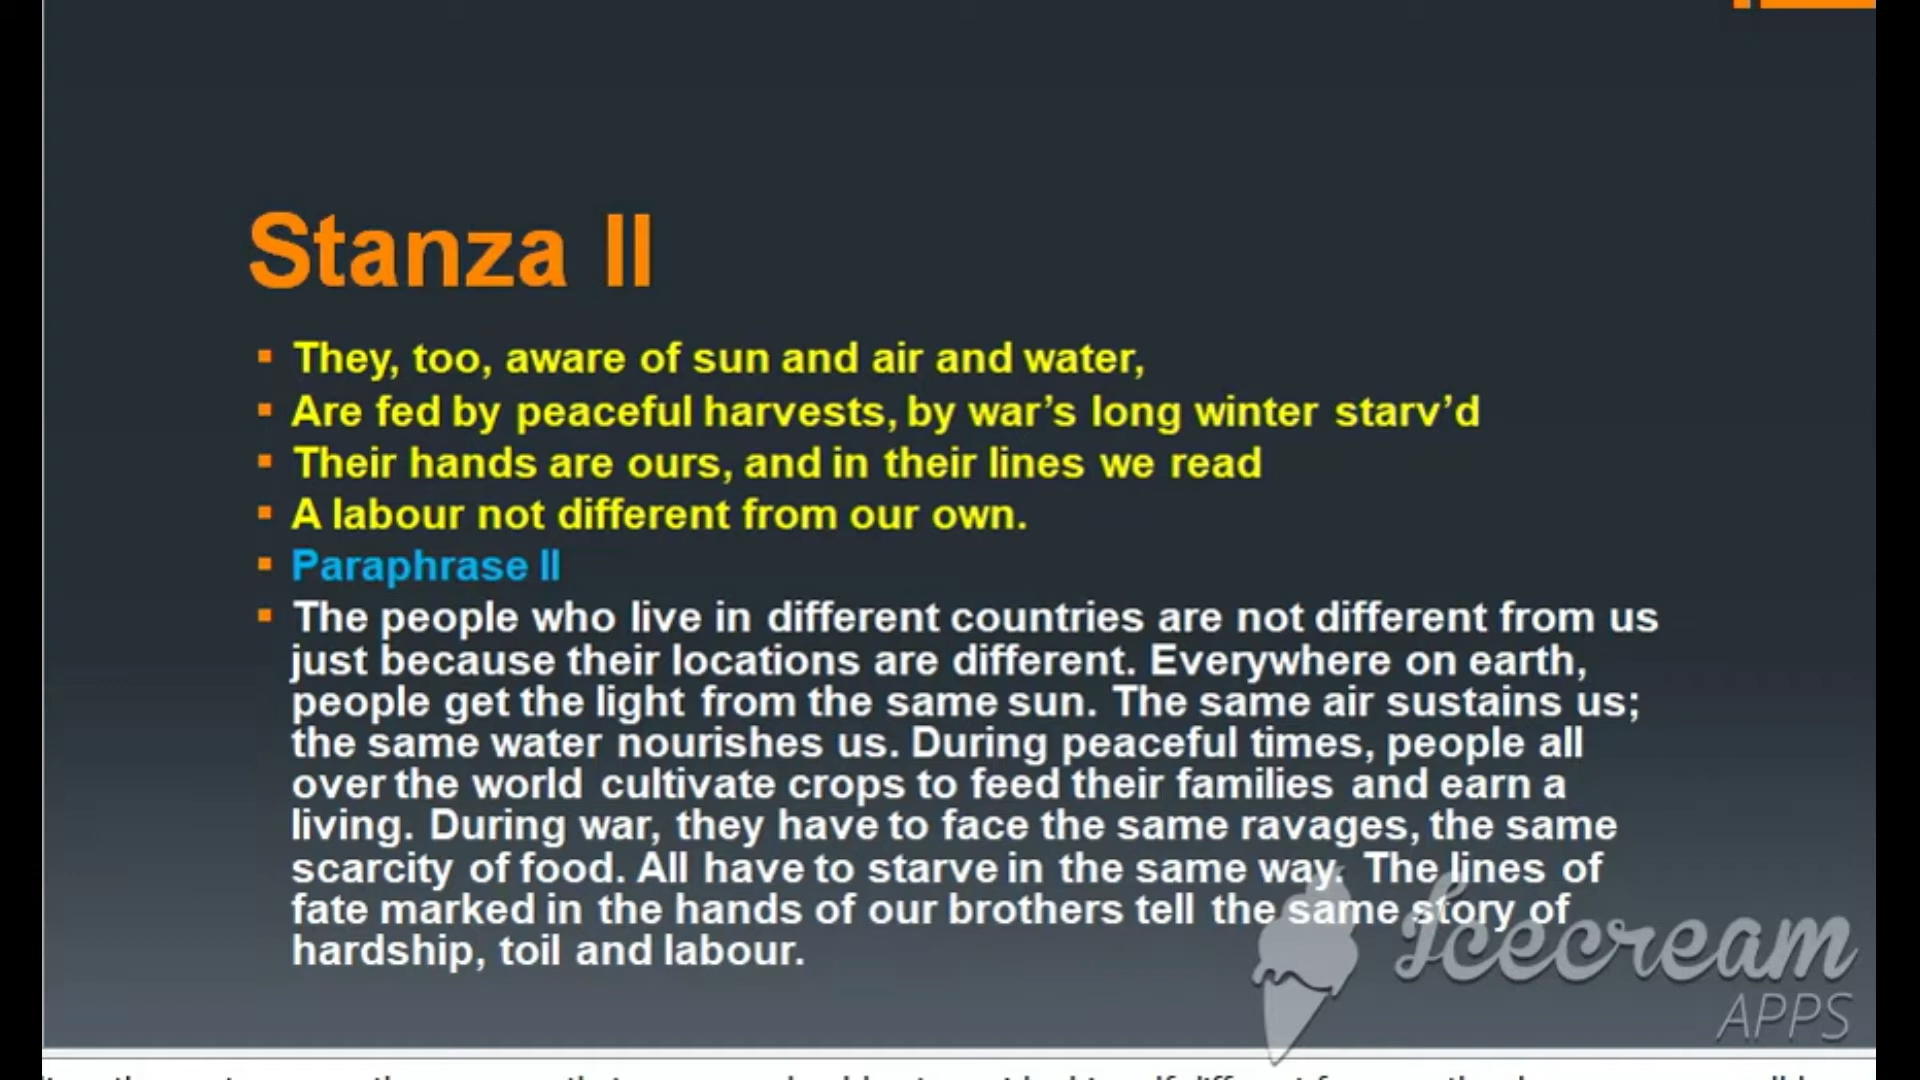 Stanza II
▪ They, too, aware of sun and air and water,
▪ Are fed by peaceful harvests, by war’s long winter starv’d
▪ Their hands are ours, and in their lines we read
▪ A labour not different from our own.
▪ Paraphrase II
▪ The people who live in different countries are not different from us
just because their locations are different. Everywhere on earth,
people get the light from the same sun. The same air sustains us;
the same water nourishes us. During peaceful times, people all
over the world cultivate crops to feed their families and earn a
living. During war, they have to face the same ravages, the same
scarcity of food. All have to starve in the same way. The lines of
fate marked in the hands of our brothers tell the same story of
hardship, toil and labour.
Icecream
APPS